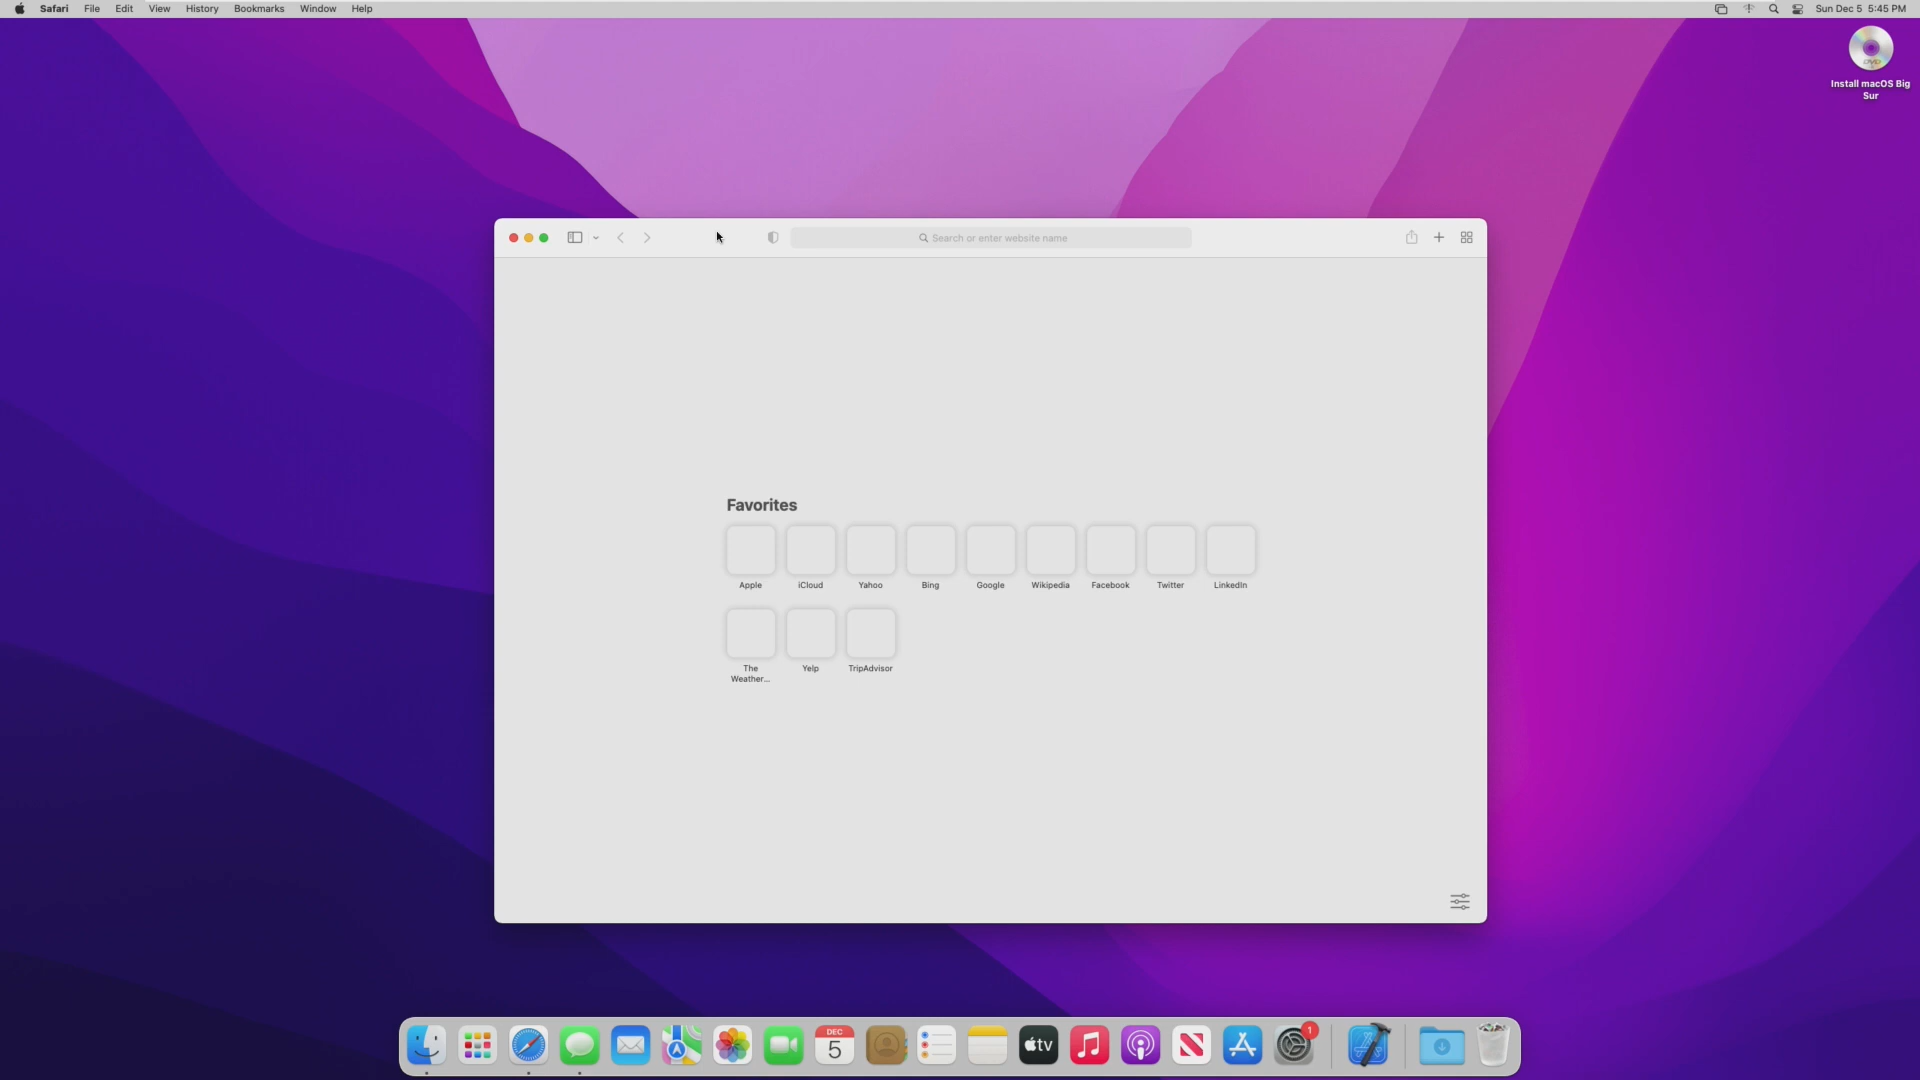 Safari File Edit View History Bookmarks Window Help
Sun Dec 5 5:45 PM
DVD
Install macOS Big
Sur
Search or enter website name
Favorites
Apple iCloud Yahoo Bing Google Wikipedia Facebook Twitter LinkedIn
The
Weather... Yelp TripAdvisor
DEC
5
tv
1